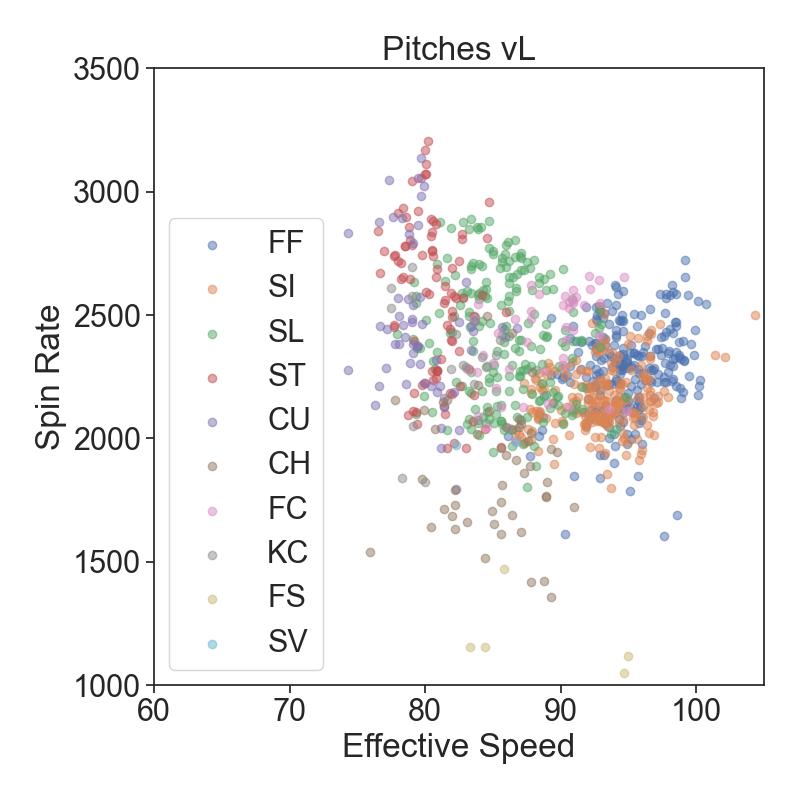 Pitches vL
3500
3000
2500
2000
1500
1000
Spin Rate
FF
SI
SL
ST
CU
CH
FC
KC
FS
SV
60 70 80 90 100
Effective Speed